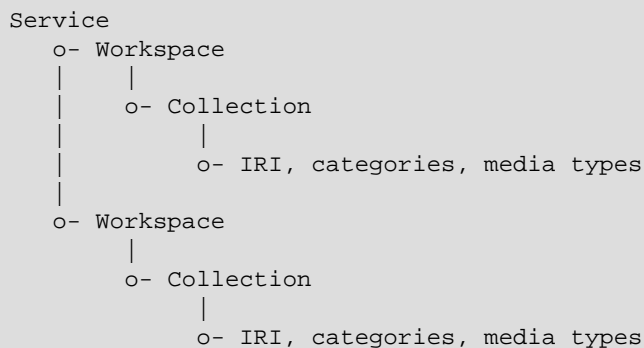 Service
   o- Workspace
   |    |
   |    o- Collection
   |         |
   |         o- IRI, categories, media types
   |
   o- Workspace
        |
        o- Collection
             |
             o- IRI, categories, media types